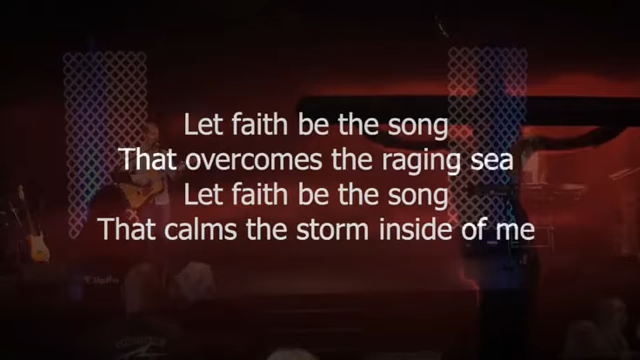 Let faith be the song
That overcomes the raging sea
Let faith be the song
That calms the storm inside of me